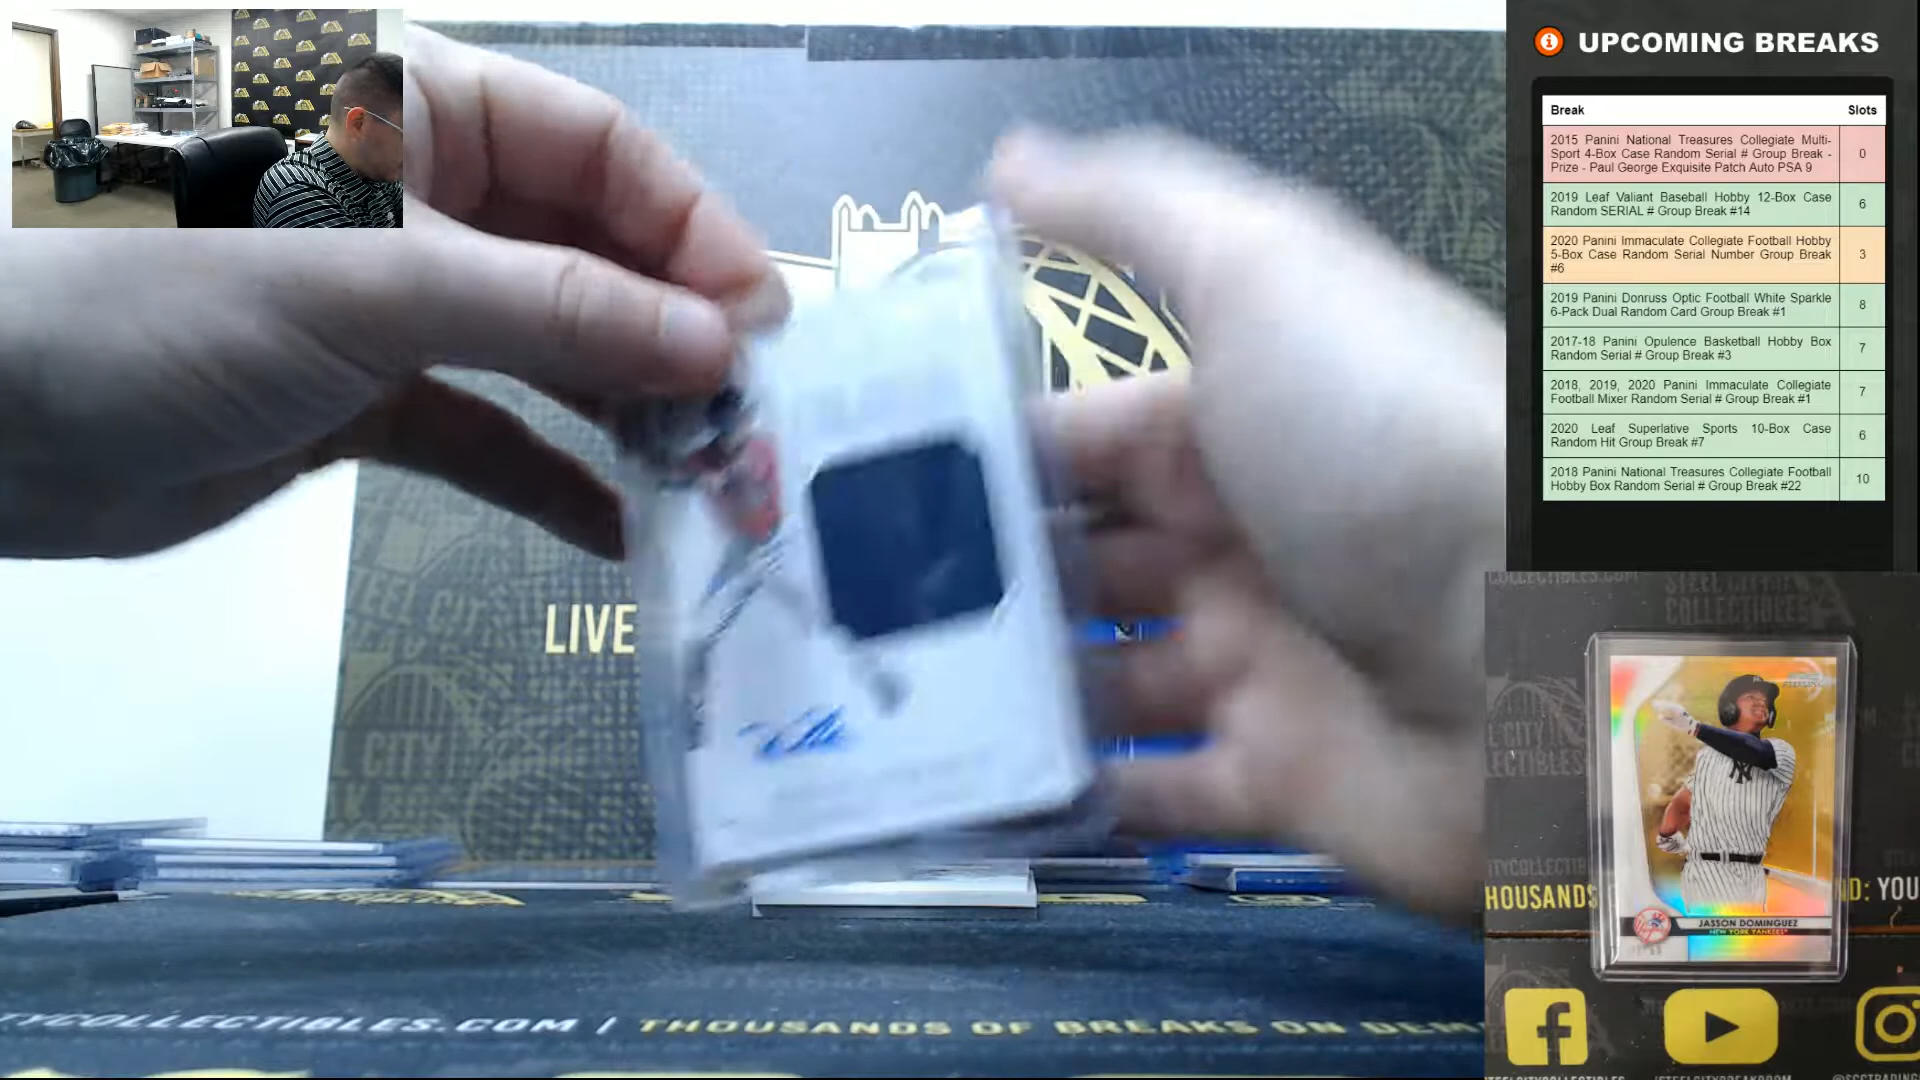 UPCOMING BREAKS
Break Slots
2015 Panini National Treasures Collegiate Multi-
Sport 4-Box Case Random Serial # Group Break -
Prize - Paul George Exquisite Patch Auto PSA 9
0
2019 Leaf Valiant Baseball Hobby 12-Box Case
Random SERIAL # Group Break #14
6
2020 Panini Immaculate Collegiate Football Hobby
5-Box Case Random Serial Number Group Break
#6
3
2019 Panini Donruss Optic Football White Sparkle
6-Pack Dual Random Card Group Break #1
8
2017-18 Panini Opulence Basketball Hobby Box
Random Serial # Group Break #3
7
2018, 2019, 2020 Panini Immaculate Collegiate
Football Mixer Random Serial # Group Break #1
7
2020 Leaf Superlative Sports 10-Box Case
Random Hit Group Break #7
6
2018 Panini National Treasures Collegiate Football
Hobby Box Random Serial # Group Break #22
10
LIVE
TYCOLLECTIBLES.COM | THOUSANDS OF BREAKS ON DEM
STEEL CITY
COLLECTIBLES
HOUSANDS
ND: YOU
JASSON DOMINGUEZ
NEW YORK YANKEES